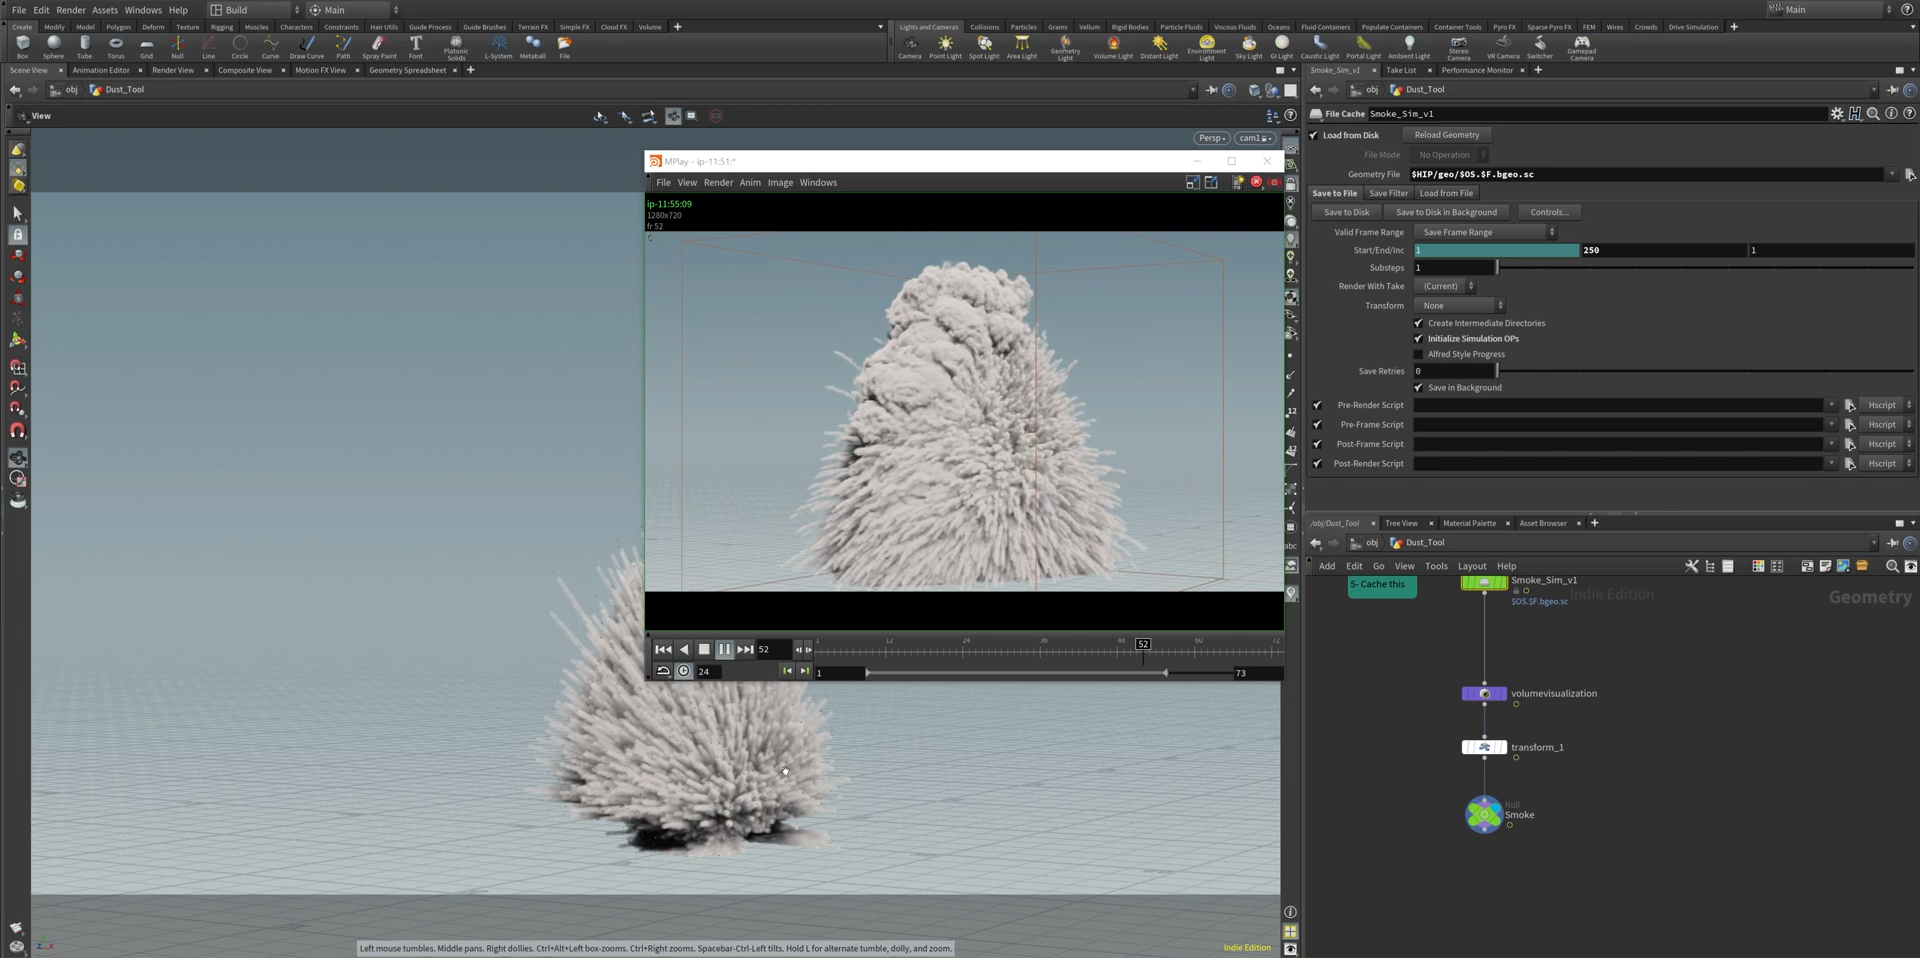 File Edit Render Assets Windows Help Build Main Main
Create Modify Model Polygon Deform Texture Rigging Muscles Characters Constraints Hair Utils Guide Process Guide Brushes Terrain FX Simple FX Cloud FX Volume
Lights and Cameras Collisions Particles Grains Vellum Rigid Bodies Particle Fluids Viscous Fluids Oceans Fluid Containers Populate Containers Container Tools Pyro FX Sparse Pyro FX FEM Wires Crowds Drive Simulation
Box Sphere Tube Torus Grid Null Line Circle Curve Draw Curve Path Spray Paint Font Platonic Solids L-System Metaball File
Camera Point Light Spot Light Area Light Geometry Light Volume Light Distant Light Environment Light Sky Light GI Light Caustic Light Portal Light Ambient Light Stereo Camera VR Camera Switcher Gamepad Camera
Scene View Animation Editor Render View Composite View Motion FX View Geometry Spreadsheet
obj Dust_Tool
View
Persp cam1
MPlay - ip-11:51:*
File View Render Anim Image Windows
ip-11:55:09
1280x720
fr 52
C
1 12 24 36 48 52 60 72
52
24 1 73
Left mouse tumbles. Middle pans. Right dollies. Ctrl+Alt+Left box-zooms. Ctrl+Right zooms. Spacebar-Ctrl-Left tilts. Hold L for alternate tumble, dolly, and zoom.
Indie Edition
Smoke_Sim_v1 Take List Performance Monitor
obj Dust_Tool
File Cache Smoke_Sim_v1
Load from Disk Reload Geometry
File Mode No Operation
Geometry File $HIP/geo/$OS.$F.bgeo.sc
Save to File Save Filter Load from File
Save to Disk Save to Disk in Background Controls...
Valid Frame Range Save Frame Range
Start/End/Inc 1 250 1
Substeps 1
Render With Take (Current)
Transform None
Create Intermediate Directories
Initialize Simulation OPs
Alfred Style Progress
Save Retries 0
Save in Background
Pre-Render Script Hscript
Pre-Frame Script Hscript
Post-Frame Script Hscript
Post-Render Script Hscript
/obj/Dust_Tool Tree View Material Palette Asset Browser
obj Dust_Tool
Add Edit Go View Tools Layout Help
5- Cache this
Smoke_Sim_v1
$OS.$F.bgeo.sc
Indie Edition
Geometry
volumevisualization
transform_1
Null
Smoke